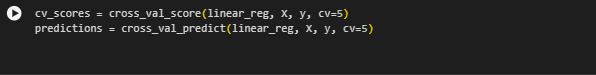 cv_scores = cross_val_score(linear_reg, X, y, cv=5)
predictions = cross_val_predict(linear_reg, X, y, cv=5)